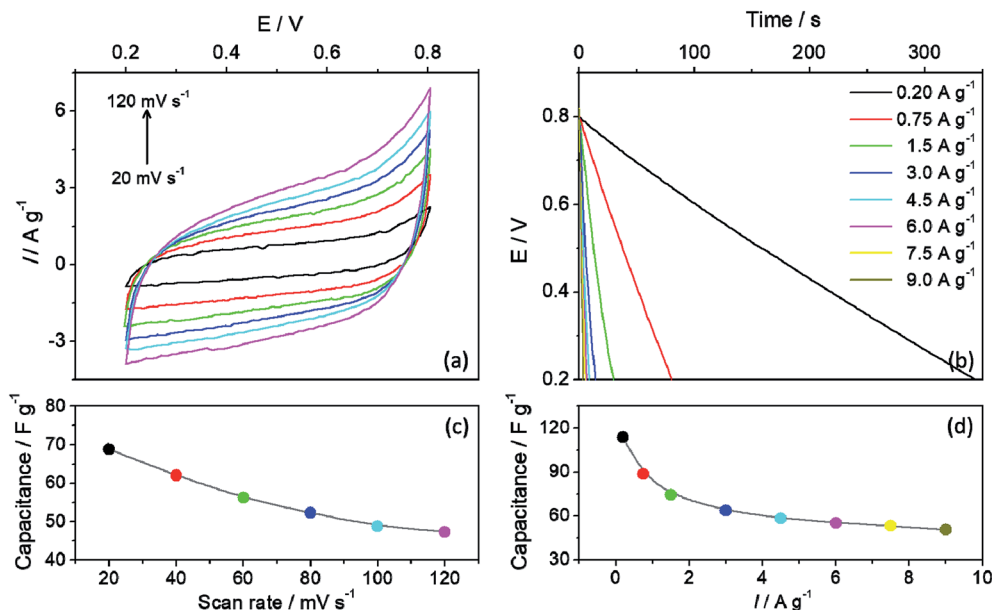 E / V
0.2 0.4 0.6 0.8
I / A g⁻¹
6
3
0
-3
120 mV s⁻¹
20 mV s⁻¹
(a)
Time / s
0 100 200 300
E / V
0.8
0.6
0.4
0.2
0.20 A g⁻¹
0.75 A g⁻¹
1.5 A g⁻¹
3.0 A g⁻¹
4.5 A g⁻¹
6.0 A g⁻¹
7.5 A g⁻¹
9.0 A g⁻¹
(b)
Capacitance / F g⁻¹
80
70
60
50
40
(c)
20 40 60 80 100 120
Scan rate / mV s⁻¹
Capacitance / F g⁻¹
120
90
60
30
(d)
0 2 4 6 8 10
I / A g⁻¹